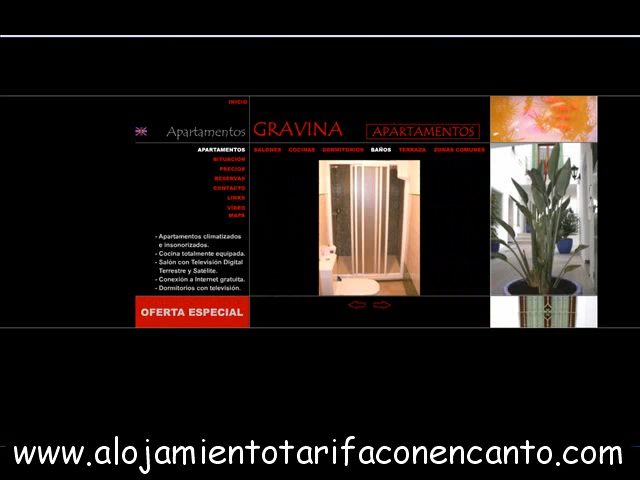 INICIO
Apartamentos GRAVINA APARTAMENTOS
APARTAMENTOS
SITUACIÓN
PRECIOS
RESERVAS
CONTACTO
LINKS
VÍDEO
MAPA
SALONES COCINAS DORMITORIOS BAÑOS TERRAZA ZONAS COMUNES
- Apartamentos climatizados
e insonorizados.
- Cocina totalmente equipada.
- Salón con Televisión Digital
Terrestre y Satélite.
- Conexión a Internet gratuita.
- Dormitorios con televisión.
OFERTA ESPECIAL
www.alojamientotarifaconencanto.com